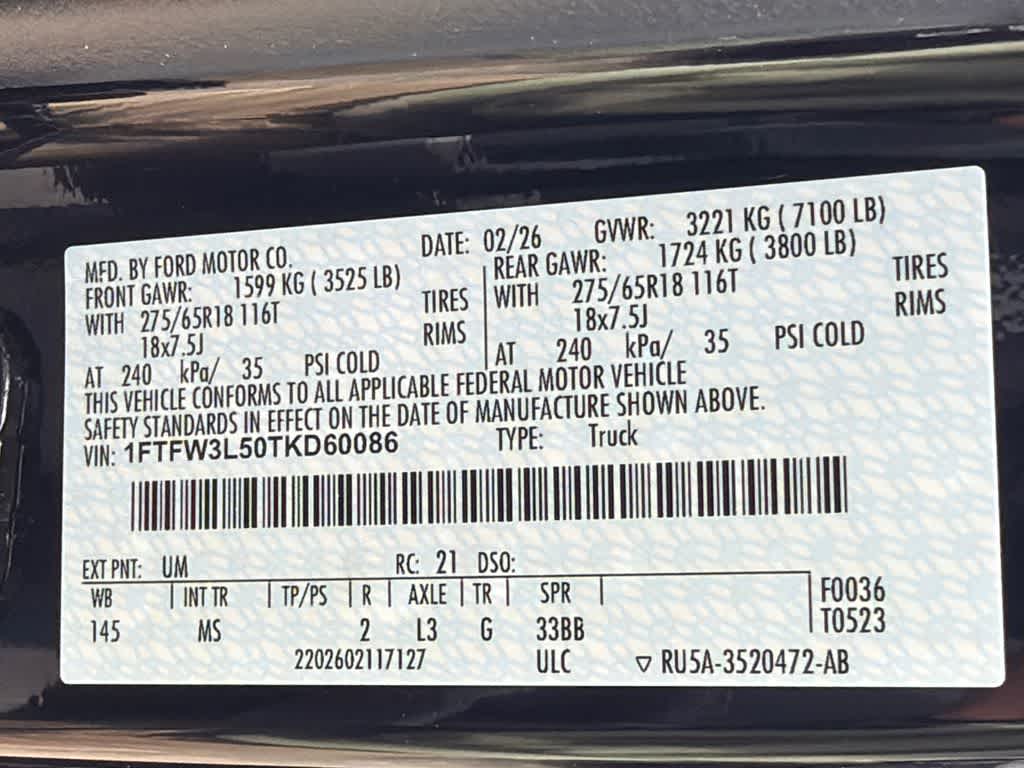 MFD. BY FORD MOTOR CO. DATE: 02/26 GVWR: 3221 KG ( 7100 LB)
FRONT GAWR: 1599 KG ( 3525 LB) REAR GAWR: 1724 KG ( 3800 LB)
WITH 275/65R18 116T TIRES WITH 275/65R18 116T TIRES
18x7.5J RIMS 18x7.5J RIMS
AT 240 kPa/ 35 PSI COLD AT 240 kPa/ 35 PSI COLD
THIS VEHICLE CONFORMS TO ALL APPLICABLE FEDERAL MOTOR VEHICLE
SAFETY STANDARDS IN EFFECT ON THE DATE OF MANUFACTURE SHOWN ABOVE.
VIN: 1FTFW3L50TKD60086 TYPE: Truck
EXT PNT: UM RC: 21 DSO:
WB INT TR TP/PS R AXLE TR SPR F0036
145 MS 2 L3 G 33BB T0523
2202602117127 ULC ▽ RU5A-3520472-AB